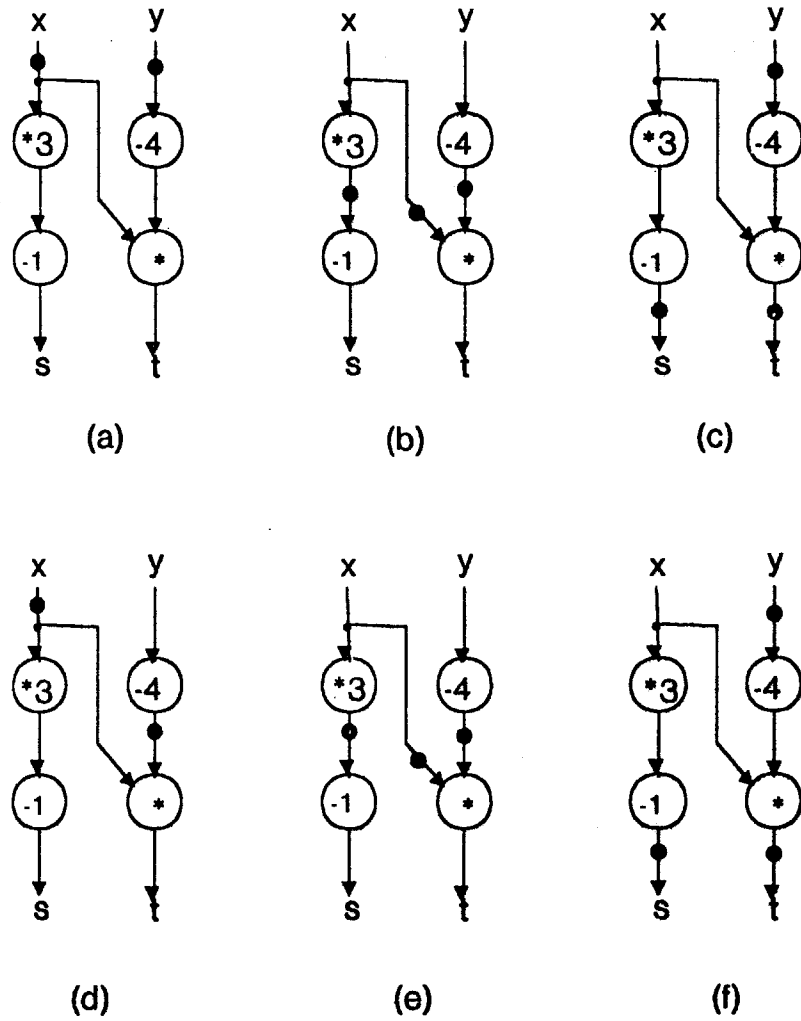 x y x y x y
*3 -4 *3 -4 *3 -4
-1 * -1 * -1 *
s t s t s t
(a) (b) (c)
x y x y x y
*3 -4 *3 -4 *3 -4
-1 * -1 * -1 *
s t s t s t
(d) (e) (f)